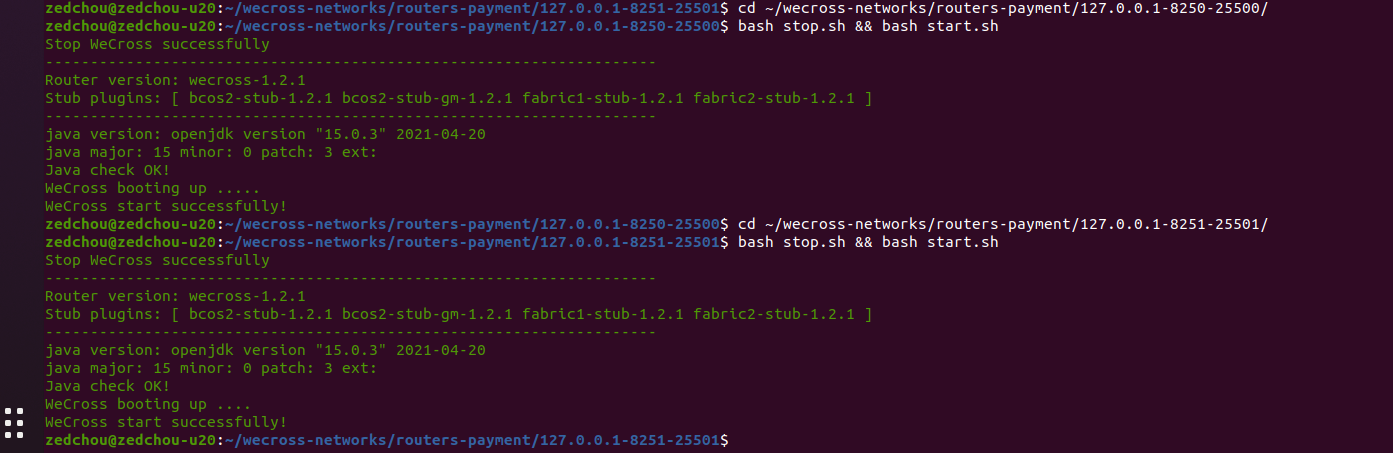 zedchou@zedchou-u20:~/wecross-networks/routers-payment/127.0.0.1-8251-25501$ cd ~/wecross-networks/routers-payment/127.0.0.1-8250-25500/
zedchou@zedchou-u20:~/wecross-networks/routers-payment/127.0.0.1-8250-25500$ bash stop.sh && bash start.sh
Stop WeCross successfully
--------------------------------------------------------------------
Router version: wecross-1.2.1
Stub plugins: [ bcos2-stub-1.2.1 bcos2-stub-gm-1.2.1 fabric1-stub-1.2.1 fabric2-stub-1.2.1 ]
--------------------------------------------------------------------
java version: openjdk version "15.0.3" 2021-04-20
java major: 15 minor: 0 patch: 3 ext:
Java check OK!
WeCross booting up .....
WeCross start successfully!
zedchou@zedchou-u20:~/wecross-networks/routers-payment/127.0.0.1-8250-25500$ cd ~/wecross-networks/routers-payment/127.0.0.1-8251-25501/
zedchou@zedchou-u20:~/wecross-networks/routers-payment/127.0.0.1-8251-25501$ bash stop.sh && bash start.sh
Stop WeCross successfully
--------------------------------------------------------------------
Router version: wecross-1.2.1
Stub plugins: [ bcos2-stub-1.2.1 bcos2-stub-gm-1.2.1 fabric1-stub-1.2.1 fabric2-stub-1.2.1 ]
--------------------------------------------------------------------
java version: openjdk version "15.0.3" 2021-04-20
java major: 15 minor: 0 patch: 3 ext:
Java check OK!
WeCross booting up ....
WeCross start successfully!
zedchou@zedchou-u20:~/wecross-networks/routers-payment/127.0.0.1-8251-25501$